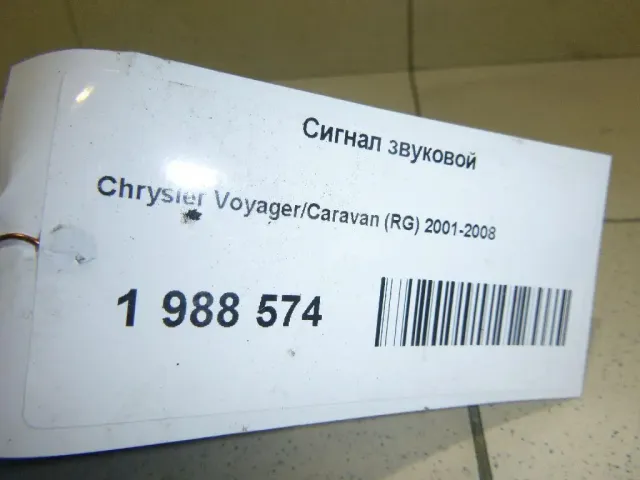 Сигнал звуковой
Chrysler Voyager/Caravan (RG) 2001-2008
1 988 574